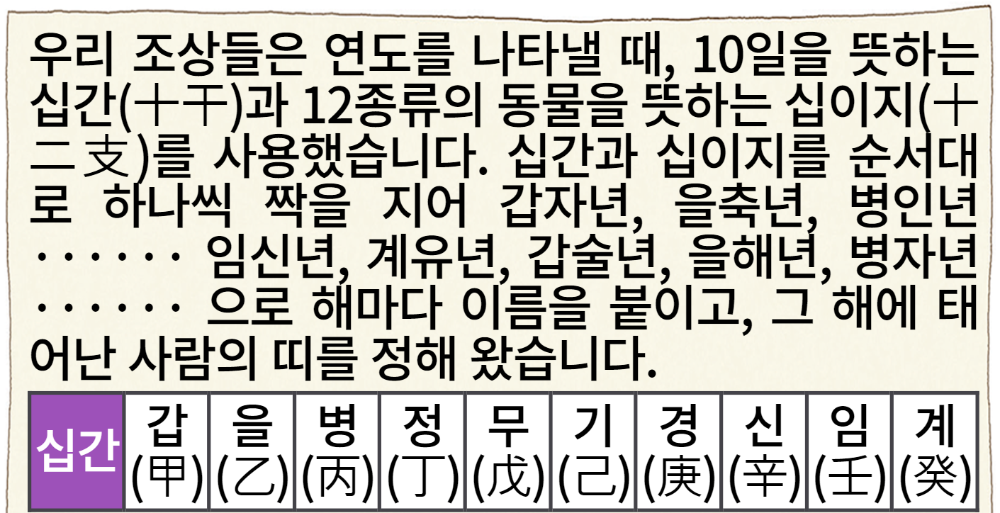 우리 조상들은 연도를 나타낼 때, 10일을 뜻하는
십간(十干)과 12종류의 동물을 뜻하는 십이지(十
二支)를 사용했습니다. 십간과 십이지를 순서대
로 하나씩 짝을 지어 갑자년, 을축년, 병인년
······ 임신년, 계유년, 갑술년, 을해년, 병자년
······ 으로 해마다 이름을 붙이고, 그 해에 태
어난 사람의 띠를 정해 왔습니다.
십간 갑(甲) 을(乙) 병(丙) 정(丁) 무(戊) 기(己) 경(庚) 신(辛) 임(壬) 계(癸)